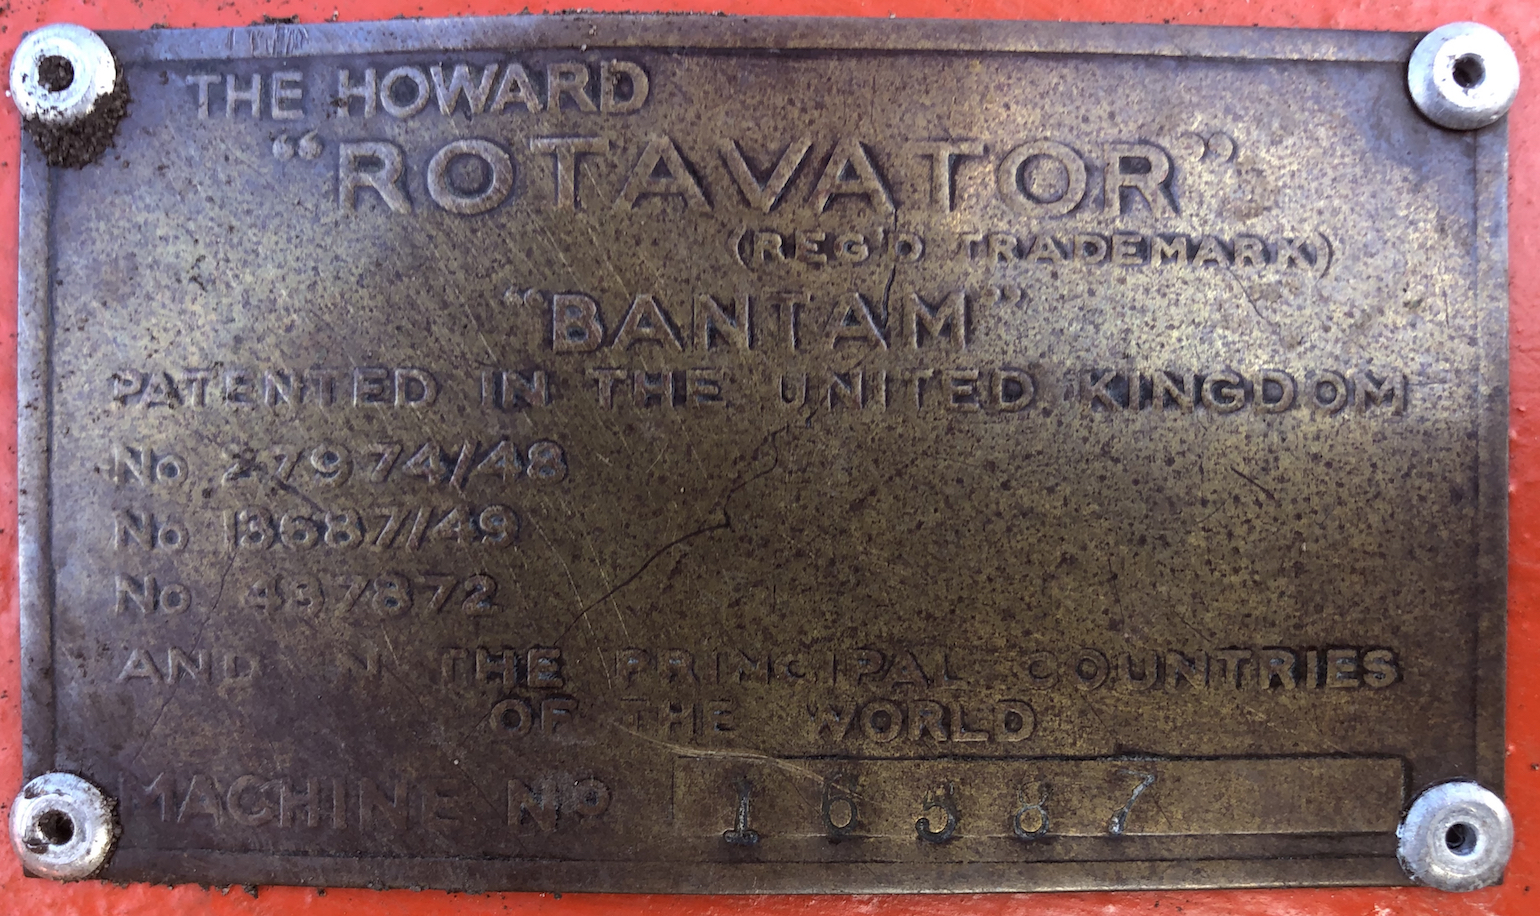 THE HOWARD
“ROTAVATOR”
(REG'D TRADEMARK)
“BANTAM”
PATENTED IN THE UNITED KINGDOM
No 27974/48
No 13687/49
No 437872
AND IN THE PRINCIPAL COUNTRIES
OF THE WORLD
MACHINE No 16587